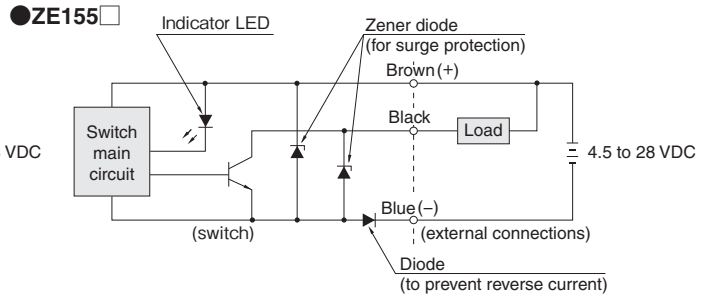 ●ZE155□
Indicator LED
Zener diode
(for surge protection)
Brown (+)
Black
Load
Switch
main
circuit
VDC
4.5 to 28 VDC
Blue (−)
(switch)
(external connections)
Diode
(to prevent reverse current)